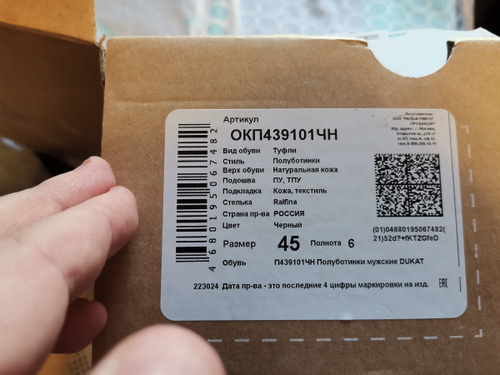 Артикул
ОКП439101ЧН
Вид обуви Туфли
Стиль Полуботинки
Верх обуви Натуральная кожа
Подошва ПУ, ТПУ
Подкладка Кожа, текстиль
Стелька Ralfina
Страна пр-ва РОССИЯ
Цвет Черный
Размер 45 Полнота 6
Обувь П439101ЧН Полуботинки мужские DUKAT
223024 Дата пр-ва - это последние 4 цифры маркировки на изд.
EAC
4680195067482
(01)04680195067482(